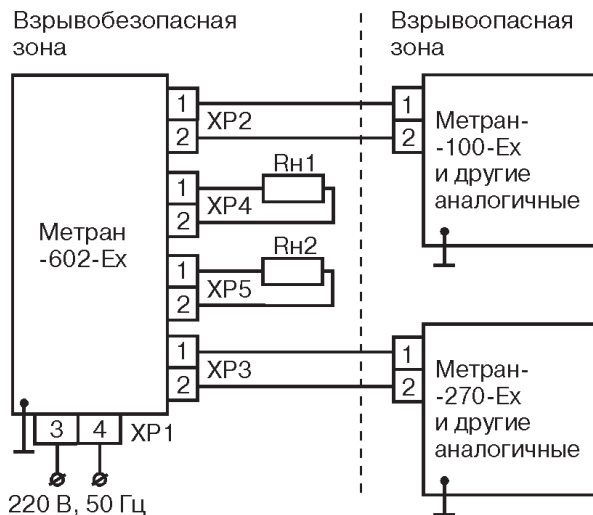 Взрывобезопасная
зона
Взрывоопасная
зона
1
2
XP2
1
2
Метран-
-100-Ex
и другие
аналогичные
Rн1
1
2
XP4
Метран
-602-Ex
Rн2
1
2
XP5
1
2
XP3
1
2
Метран-
-270-Ex
и другие
аналогичные
3
4
XP1
220 В, 50 Гц